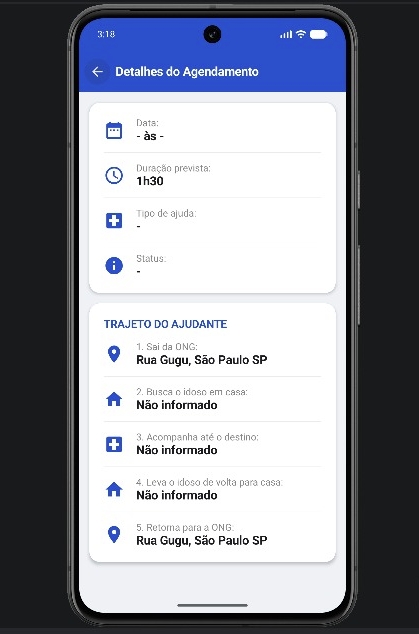 3:18
Detalhes do Agendamento
Data:
- às -
Duração prevista:
1h30
Tipo de ajuda:
-
Status:
-
TRAJETO DO AJUDANTE
1. Sai da ONG:
Rua Gugu, São Paulo SP
2. Busca o idoso em casa:
Não informado
3. Acompanha até o destino:
Não informado
4. Leva o idoso de volta para casa:
Não informado
5. Retorna para a ONG:
Rua Gugu, São Paulo SP